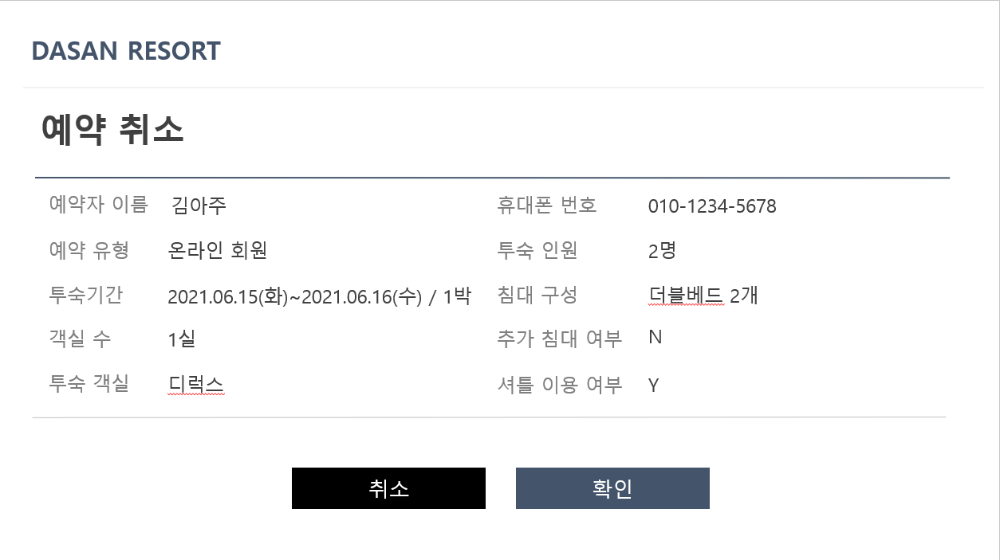 DASAN RESORT
예약 취소
예약자 이름 김아주 휴대폰 번호 010-1234-5678
예약 유형 온라인 회원 투숙 인원 2명
투숙기간 2021.06.15(화)~2021.06.16(수) / 1박 침대 구성 더블베드 2개
객실 수 1실 추가 침대 여부 N
투숙 객실 디럭스 셔틀 이용 여부 Y
취소 확인